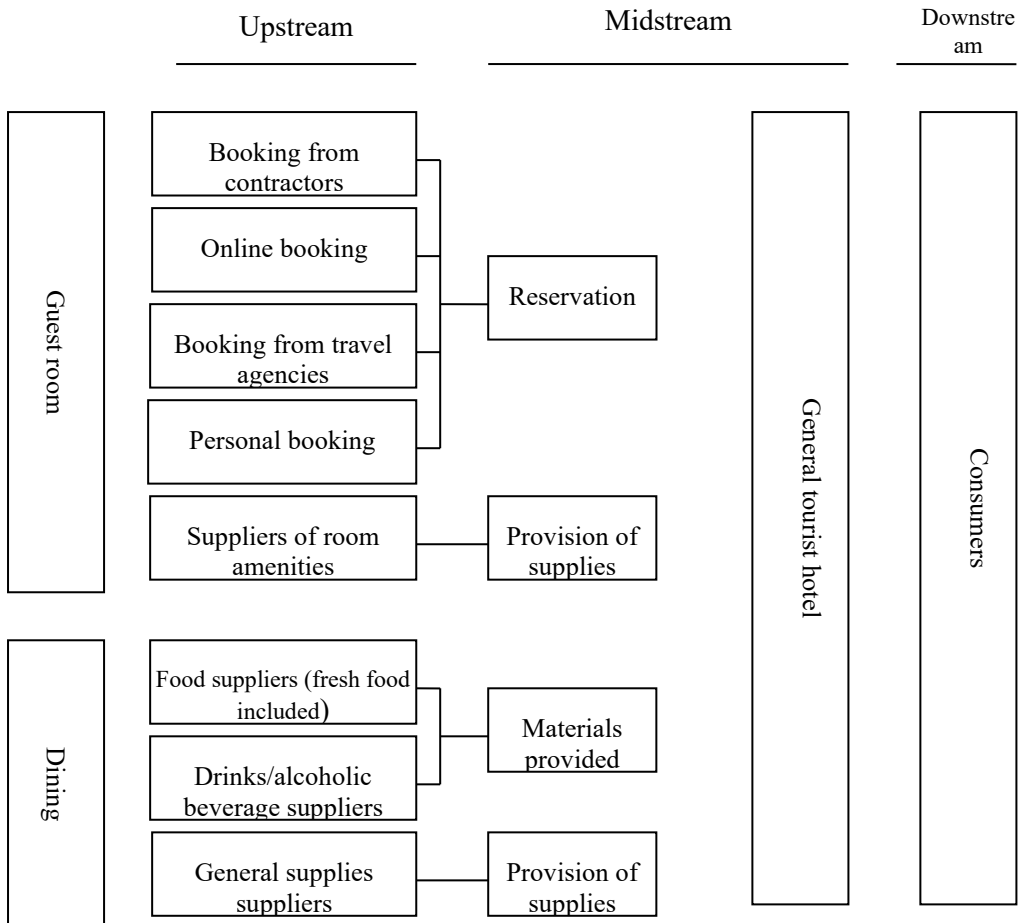 Upstream
Midstream
Downstre
am
Guest room
Booking from
contractors
Online booking
Booking from travel
agencies
Personal booking
Suppliers of room
amenities
Reservation
Provision of
supplies
Dining
Food suppliers (fresh food
included)
Drinks/alcoholic
beverage suppliers
General supplies
suppliers
Materials
provided
Provision of
supplies
General tourist hotel
Consumers